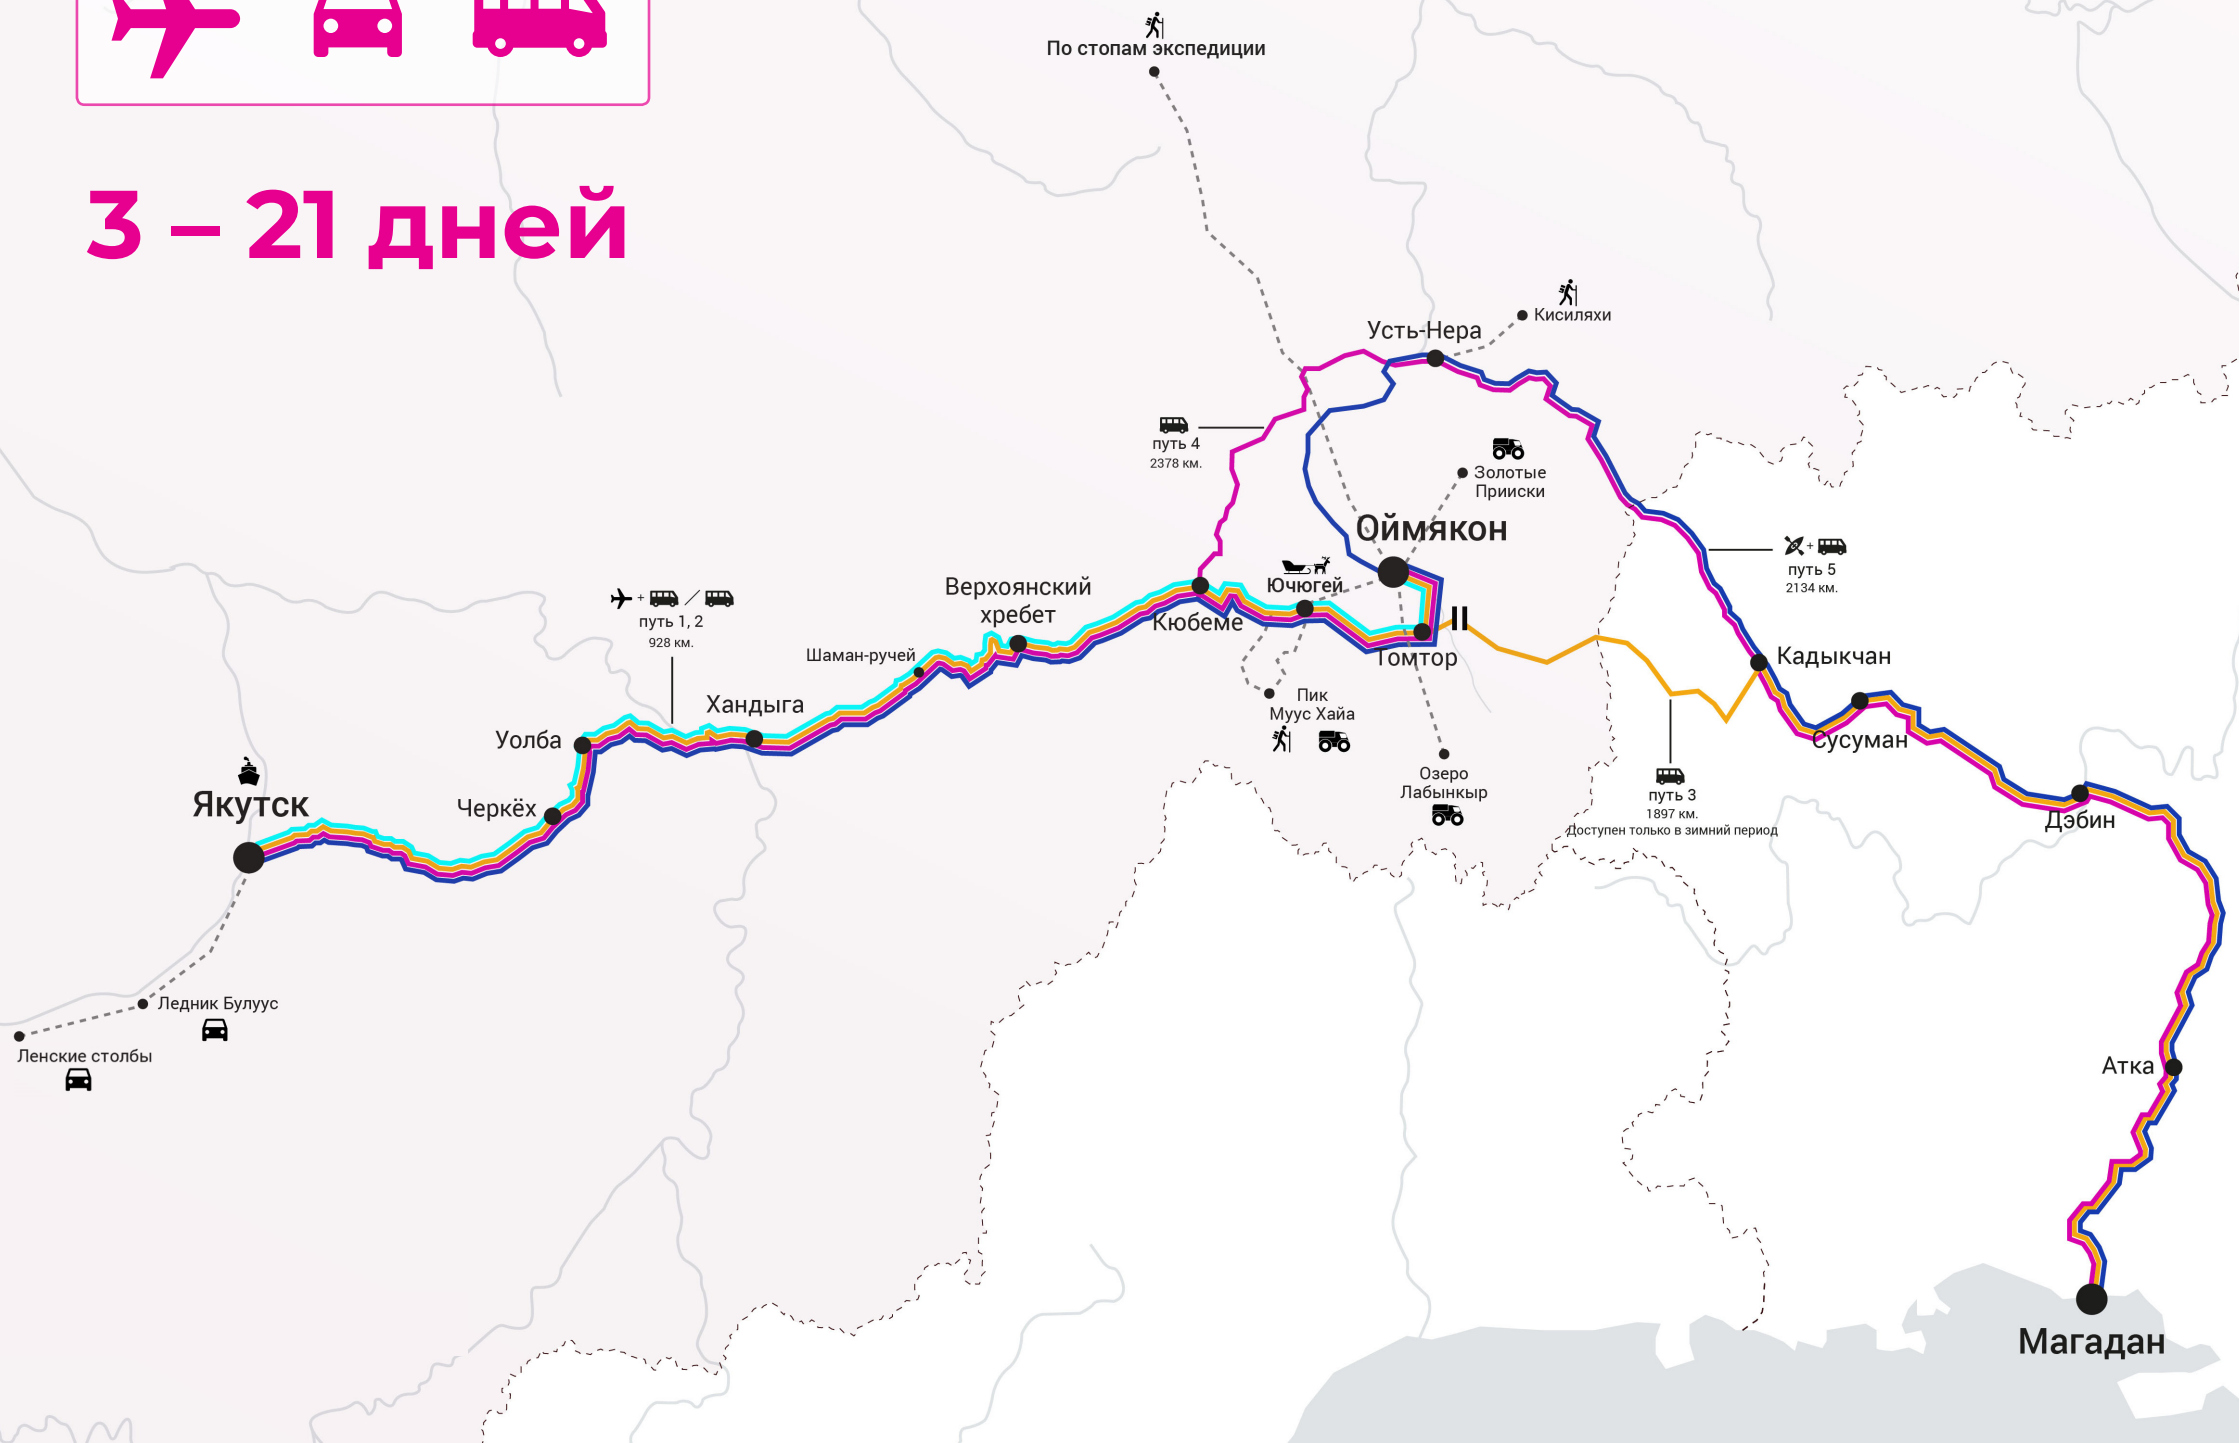 По стопам экспедиции
3 – 21 дней
Кисиляхи
Усть-Нера
путь 4
2378 км.
Золотые
Прииски
Оймякон
путь 5
2134 км.
Ючюгей
Верхоянский
хребет
путь 1, 2
928 км.
Кюбеме
II
Томтор
Кадыкчан
Шаман-ручей
Пик
Муус Хайа
Хандыга
Уолба
Сусуман
Озеро
Лабынкыр
путь 3
1897 км.
Доступен только в зимний период
Якутск
Черкёх
Дэбин
Ледник Булуус
Ленские столбы
Атка
Магадан